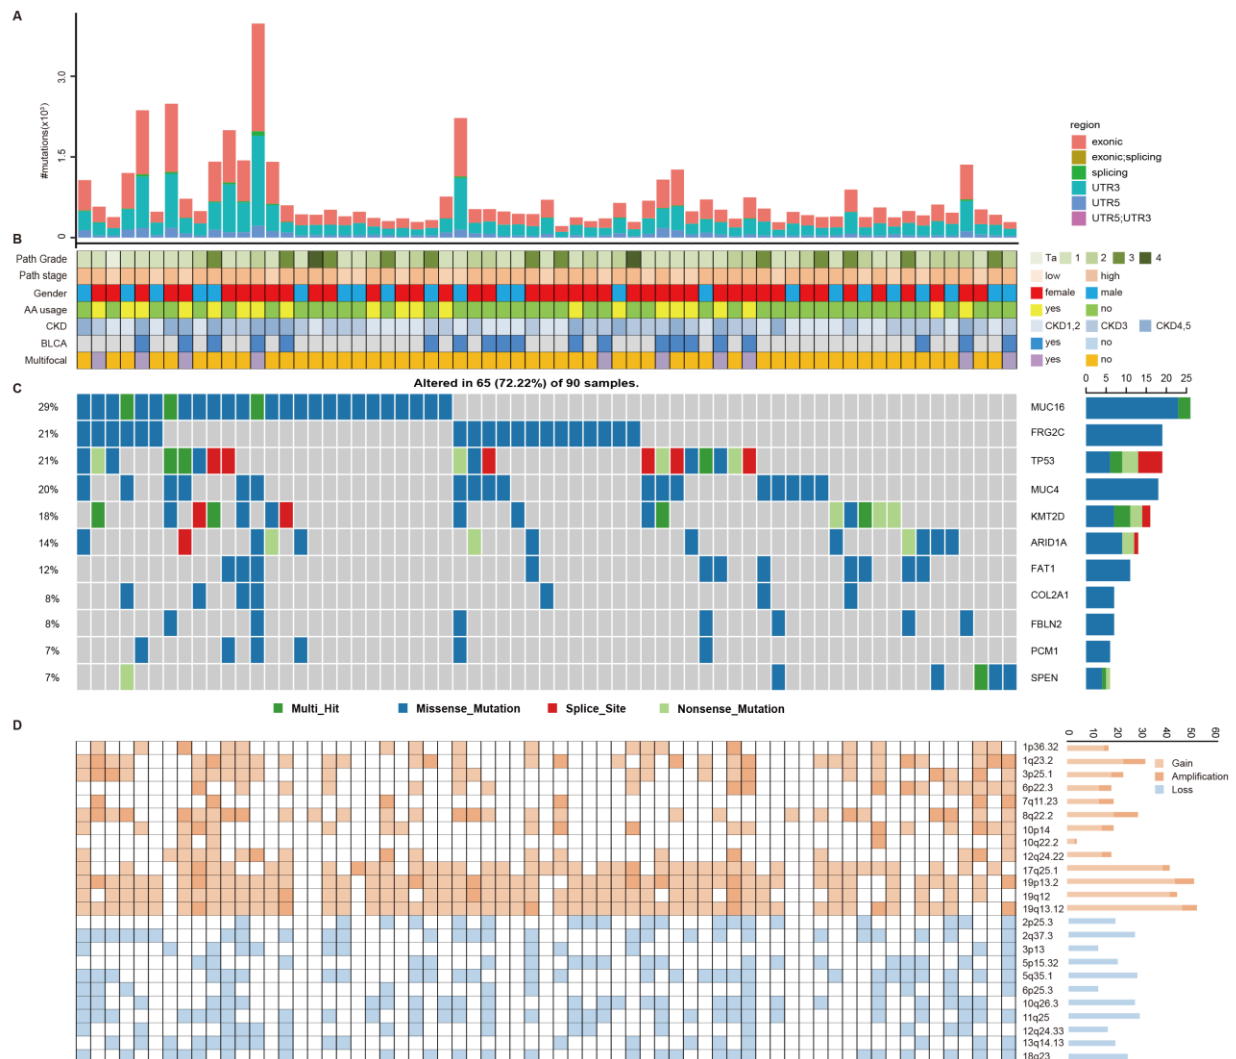 A
#mutations(x10³)
3.0
1.5
0
region
exonic
exonic;splicing
splicing
UTR3
UTR5
UTR5;UTR3
B
Path Grade
Path stage
Gender
AA usage
CKD
BLCA
Multifocal
Ta 1 2 3 4
low high
female male
yes no
CKD1,2 CKD3 CKD4,5
yes no
yes no
Altered in 65 (72.22%) of 90 samples.
C
0 5 10 15 20 25
29% MUC16
21% FRG2C
21% TP53
20% MUC4
18% KMT2D
14% ARID1A
12% FAT1
8% COL2A1
8% FBLN2
7% PCM1
7% SPEN
Multi_Hit Missense_Mutation Splice_Site Nonsense_Mutation
D
0 10 20 30 40 50 60
Gain
Amplification
Loss
1p36.32
1q23.2
3p25.1
6p22.3
7q11.23
8q22.2
10p14
10q22.2
12q24.22
17q25.1
19p13.2
19q12
19q13.12
2p25.3
2q37.3
3p13
5p15.32
5q35.1
6p25.3
10q26.3
11q25
12q24.33
13q14.13
18q23